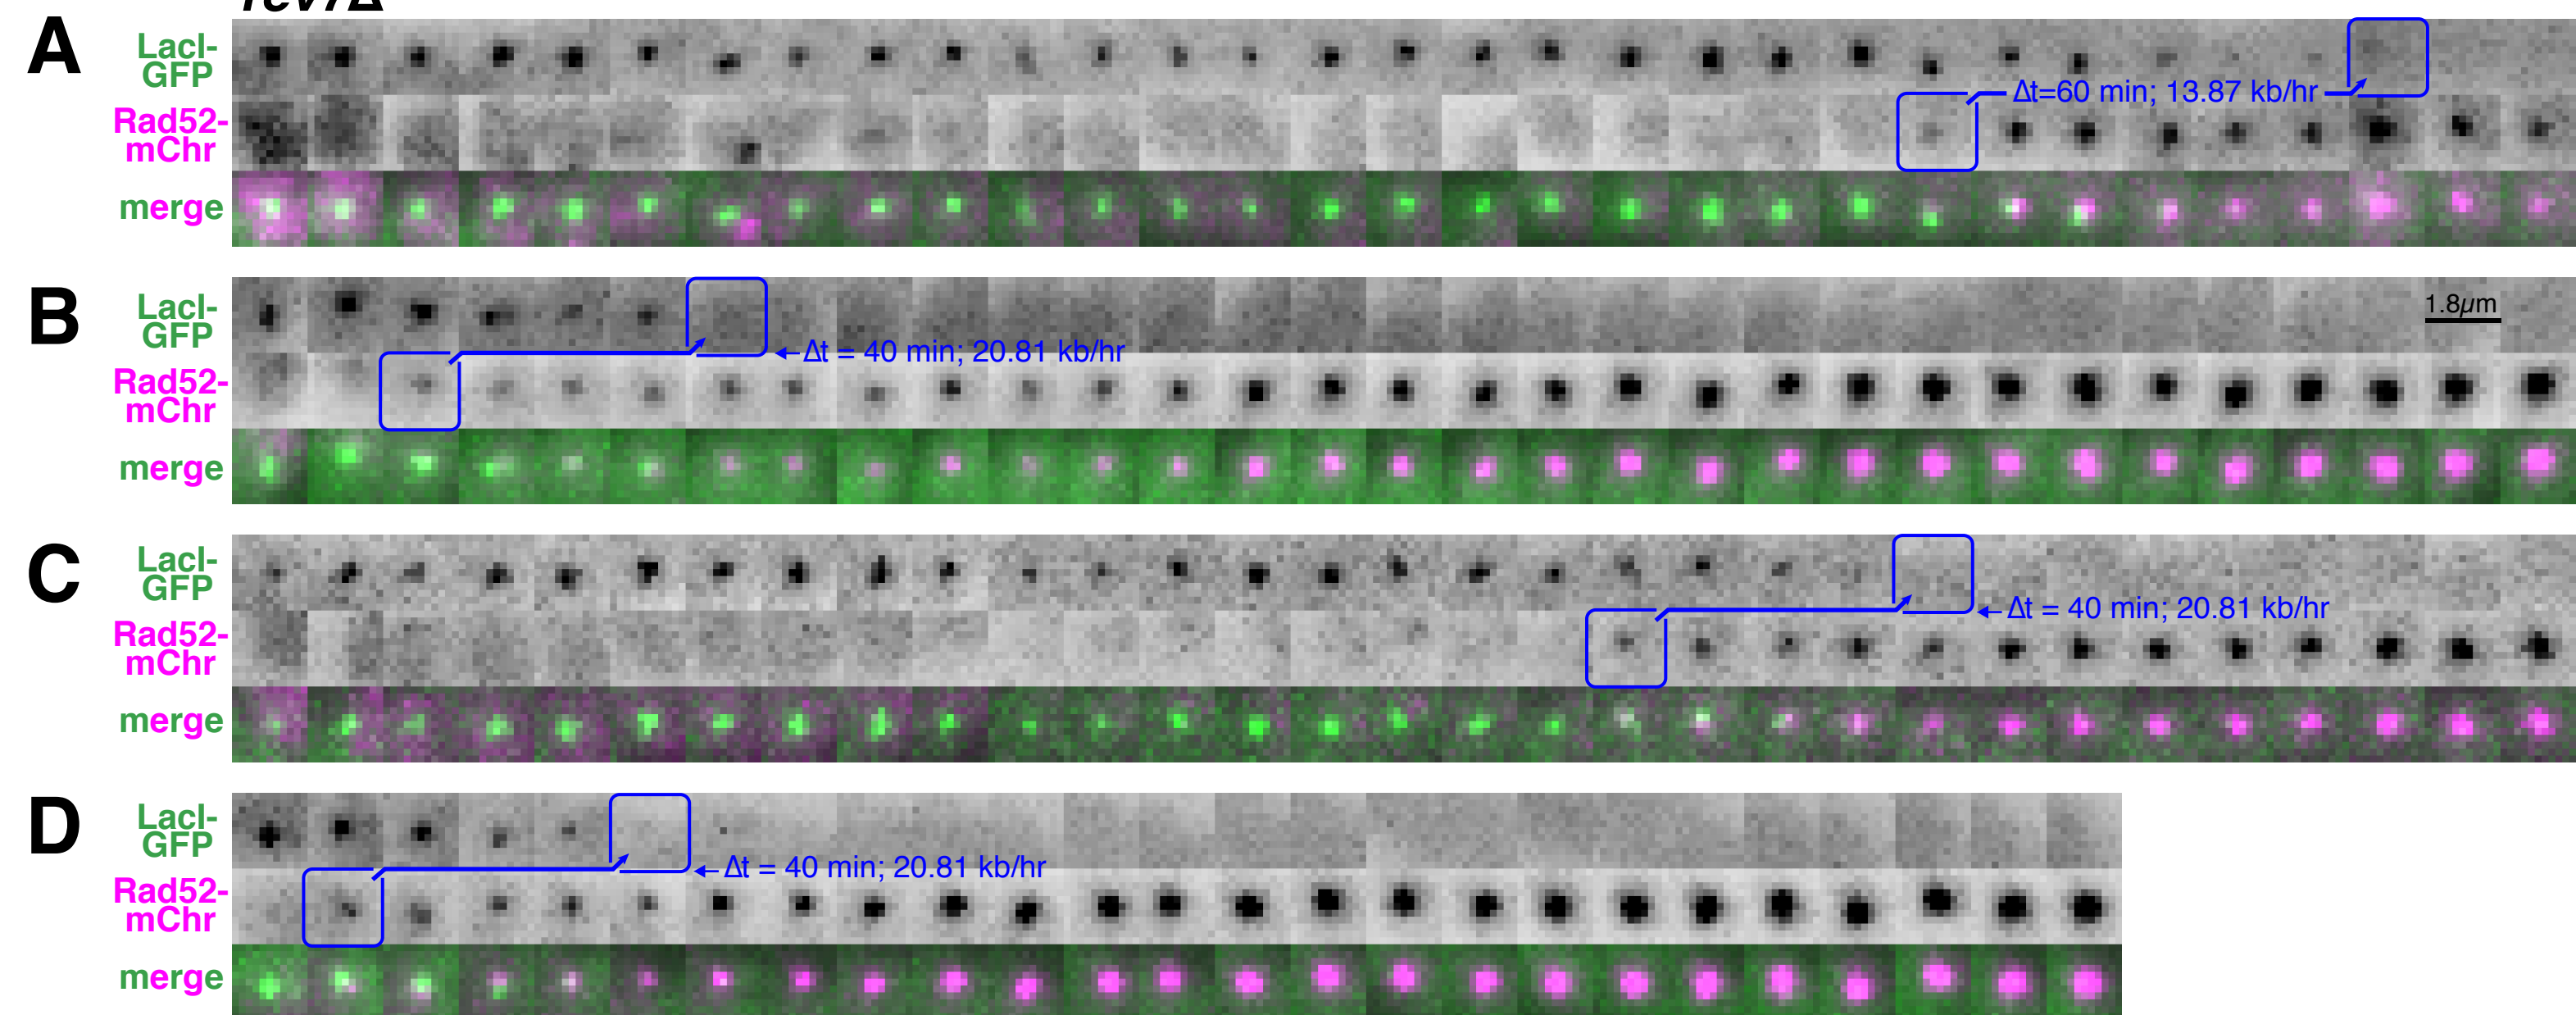 A
LacI-
GFP
Rad52-
mChr
merge
Δt=60 min; 13.87 kb/hr
B
LacI-
GFP
Rad52-
mChr
merge
1.8μm
Δt = 40 min; 20.81 kb/hr
C
LacI-
GFP
Rad52-
mChr
merge
Δt = 40 min; 20.81 kb/hr
D
LacI-
GFP
Rad52-
mChr
merge
Δt = 40 min; 20.81 kb/hr